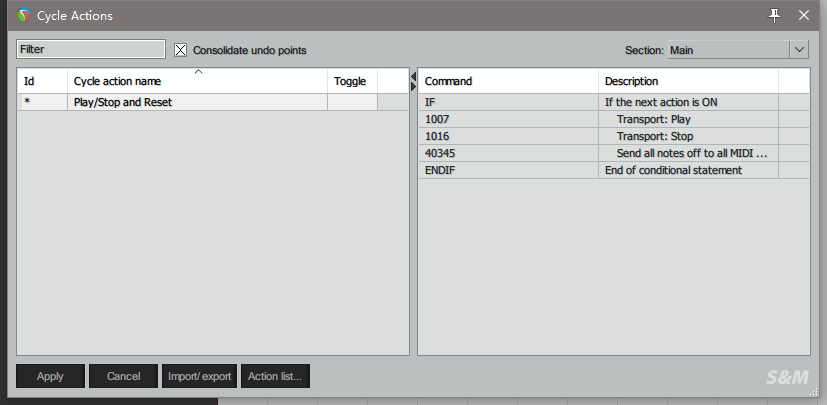 Cycle Actions
Filter
Consolidate undo points
Section: Main
Id Cycle action name Toggle
* Play/Stop and Reset
Command Description
IF If the next action is ON
1007 Transport: Play
1016 Transport: Stop
40345 Send all notes off to all MIDI ...
ENDIF End of conditional statement
Apply Cancel Import/export Action list... S&M